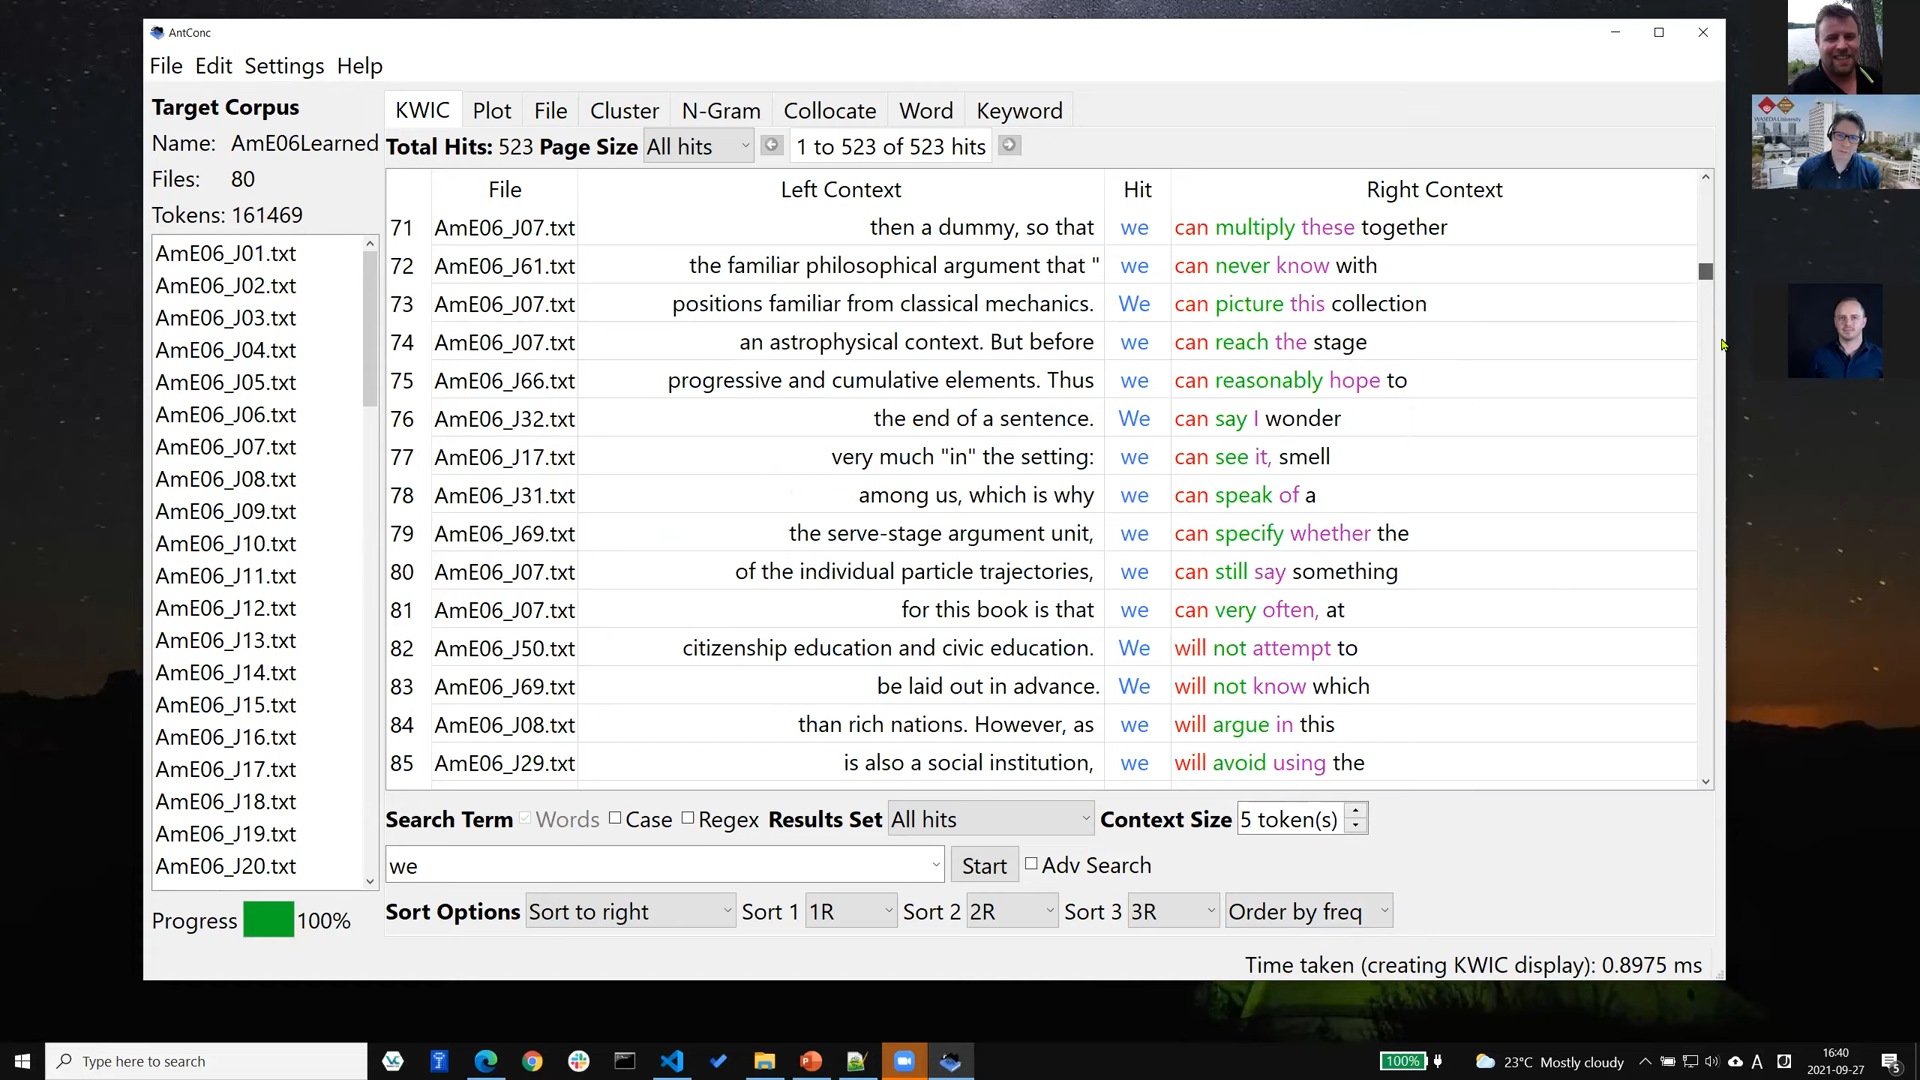 AntConc
File Edit Settings Help
Target Corpus
Name: AmE06Learned
Files: 80
Tokens: 161469
AmE06_J01.txt
AmE06_J02.txt
AmE06_J03.txt
AmE06_J04.txt
AmE06_J05.txt
AmE06_J06.txt
AmE06_J07.txt
AmE06_J08.txt
AmE06_J09.txt
AmE06_J10.txt
AmE06_J11.txt
AmE06_J12.txt
AmE06_J13.txt
AmE06_J14.txt
AmE06_J15.txt
AmE06_J16.txt
AmE06_J17.txt
AmE06_J18.txt
AmE06_J19.txt
AmE06_J20.txt
Progress 100%
KWIC Plot File Cluster N-Gram Collocate Word Keyword
Total Hits: 523 Page Size All hits 1 to 523 of 523 hits
File Left Context Hit Right Context
71 AmE06_J07.txt then a dummy, so that we can multiply these together
72 AmE06_J61.txt the familiar philosophical argument that " we can never know with
73 AmE06_J07.txt positions familiar from classical mechanics. We can picture this collection
74 AmE06_J07.txt an astrophysical context. But before we can reach the stage
75 AmE06_J66.txt progressive and cumulative elements. Thus we can reasonably hope to
76 AmE06_J32.txt the end of a sentence. We can say I wonder
77 AmE06_J17.txt very much "in" the setting: we can see it, smell
78 AmE06_J31.txt among us, which is why we can speak of a
79 AmE06_J69.txt the serve-stage argument unit, we can specify whether the
80 AmE06_J07.txt of the individual particle trajectories, we can still say something
81 AmE06_J07.txt for this book is that we can very often, at
82 AmE06_J50.txt citizenship education and civic education. We will not attempt to
83 AmE06_J69.txt be laid out in advance. We will not know which
84 AmE06_J08.txt than rich nations. However, as we will argue in this
85 AmE06_J29.txt is also a social institution, we will avoid using the
Search Term Words Case Regex Results Set All hits Context Size 5 token(s)
we Start Adv Search
Sort Options Sort to right Sort 1 1R Sort 2 2R Sort 3 3R Order by freq
Time taken (creating KWIC display): 0.8975 ms
WASEDA University
Type here to search
100%
23°C Mostly cloudy
A
16:40
2021-09-27
5